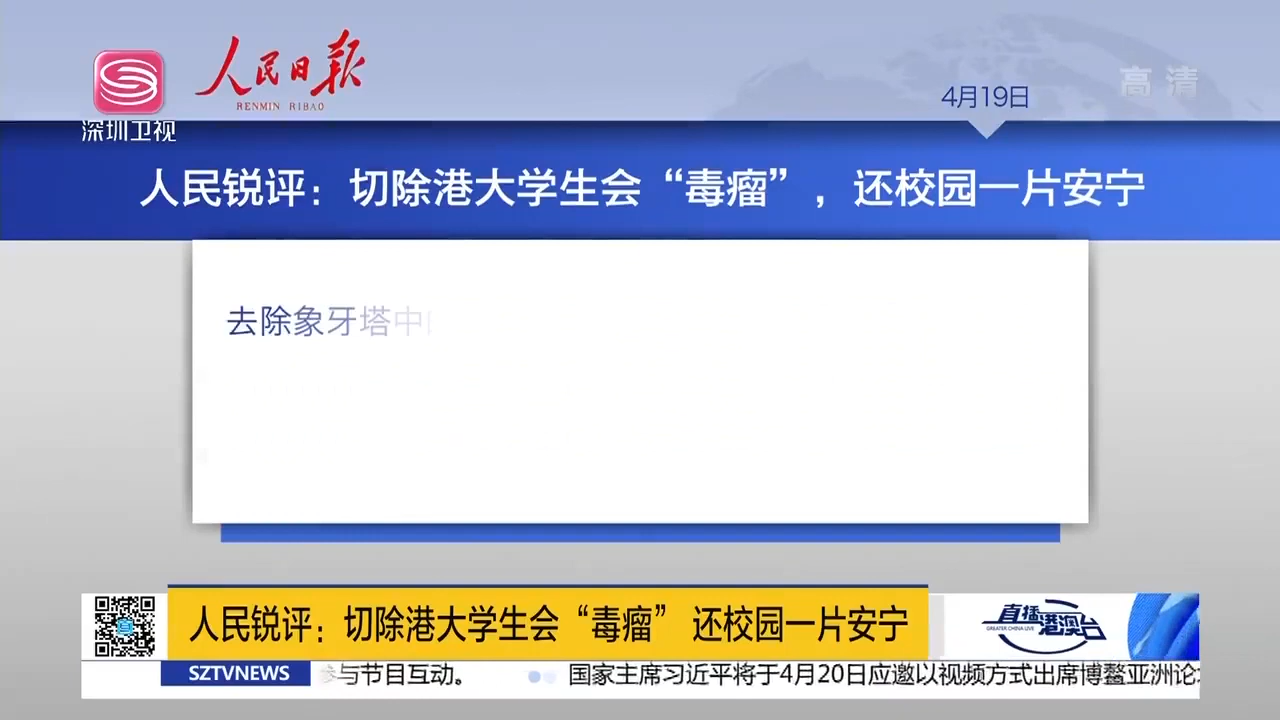 人民日报
RENMIN RIBAO
深圳卫视
4月19日
高清
人民锐评：切除港大学生会“毒瘤”，还校园一片安宁
去除象牙塔中
人民锐评：切除港大学生会“毒瘤” 还校园一片安宁
直播港澳台
GREATER CHINA LIVE
SZTVNEWS
与节目互动。
国家主席习近平将于4月20日应邀以视频方式出席博鳌亚洲论